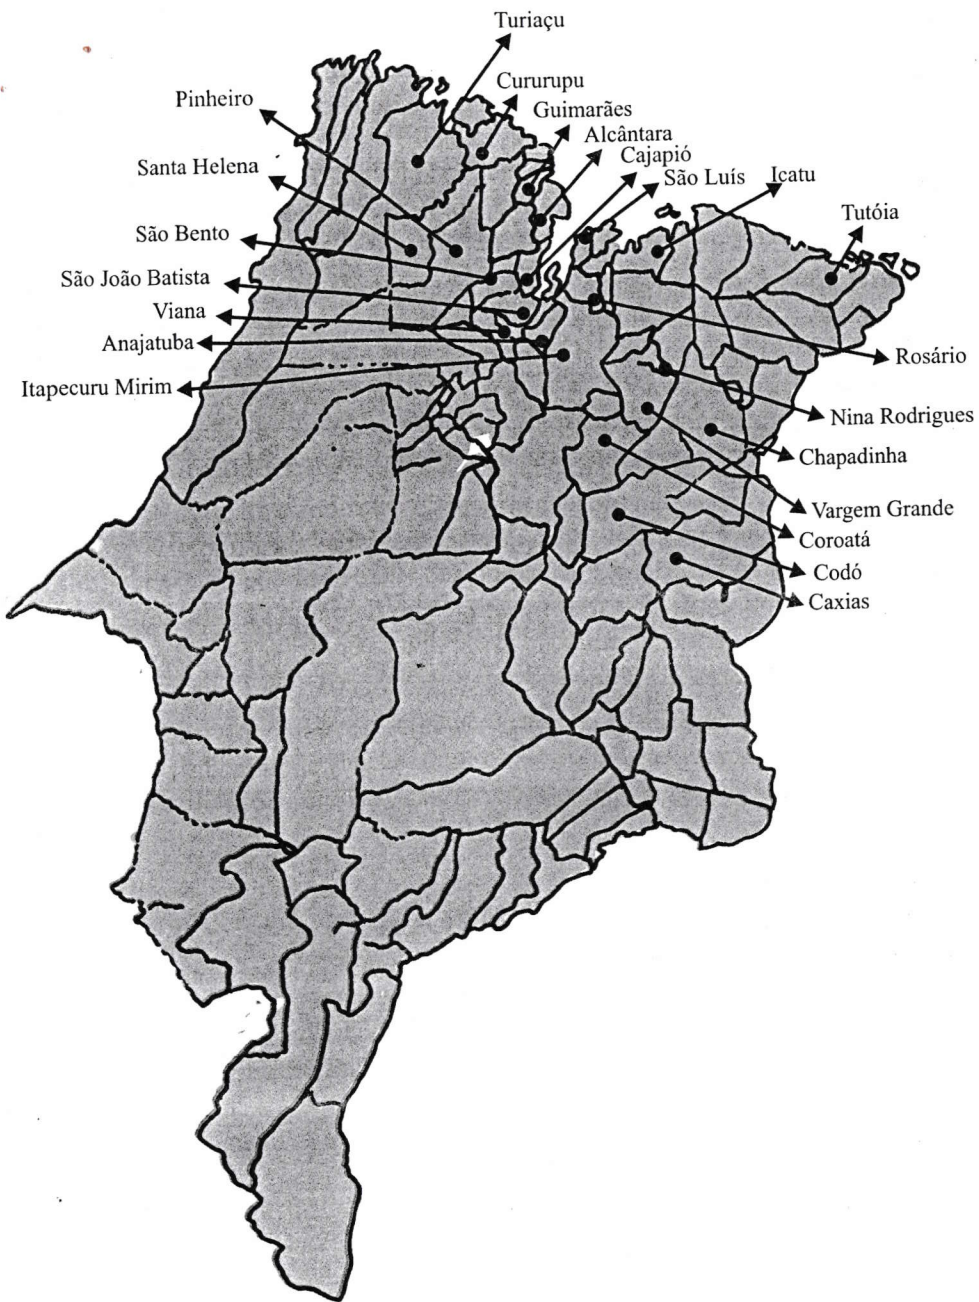 Turiaçu
Cururupu
Pinheiro
Guimarães
Alcântara
Cajapió
Santa Helena
São Luís
Icatu
Tutóia
São Bento
São João Batista
Viana
Anajatuba
Rosário
Itapecuru Mirim
Nina Rodrigues
Chapadinha
Vargem Grande
Coroatá
Codó
Caxias